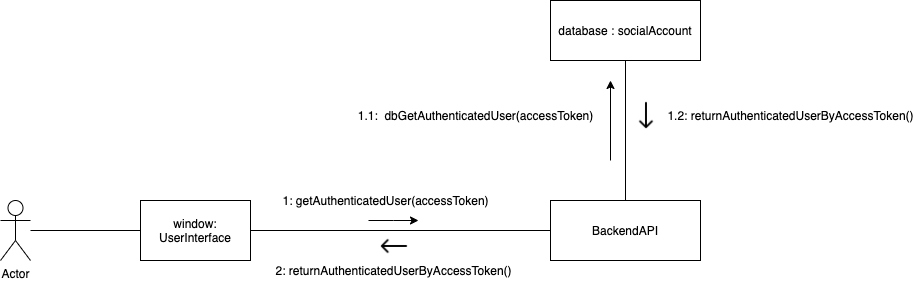 database : socialAccount
1.1:  dbGetAuthenticatedUser(accessToken)
1.2: returnAuthenticatedUserByAccessToken()
1: getAuthenticatedUser(accessToken)
window:
UserInterface
BackendAPI
Actor
2: returnAuthenticatedUserByAccessToken()